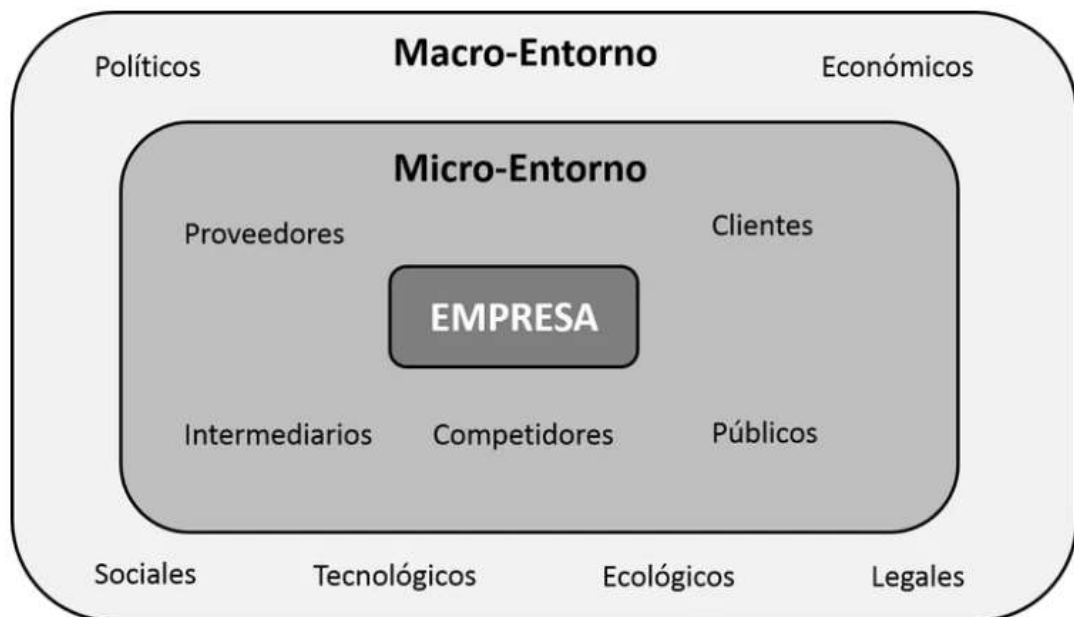 Políticos Macro-Entorno Económicos
Micro-Entorno
Proveedores Clientes
EMPRESA
Intermediarios Competidores Públicos
Sociales Tecnológicos Ecológicos Legales